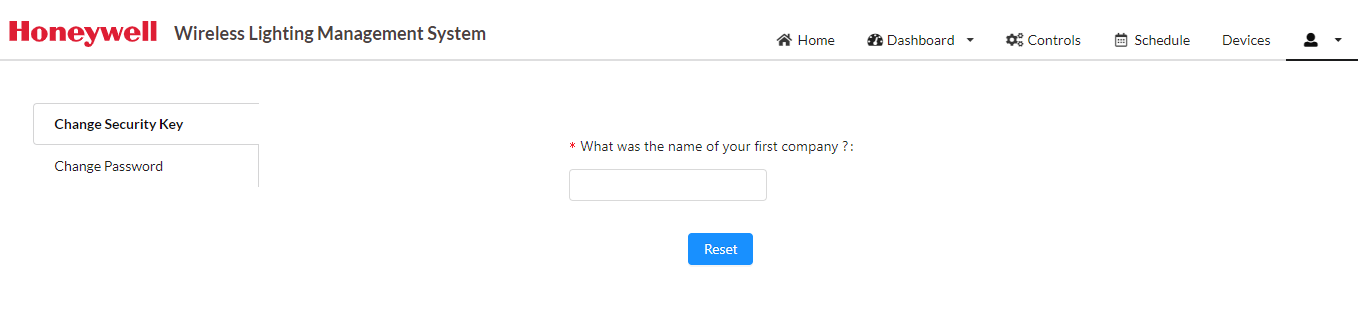 Honeywell Wireless Lighting Management System Home Dashboard Controls Schedule Devices
Change Security Key
* What was the name of your first company ?:
Change Password
Reset